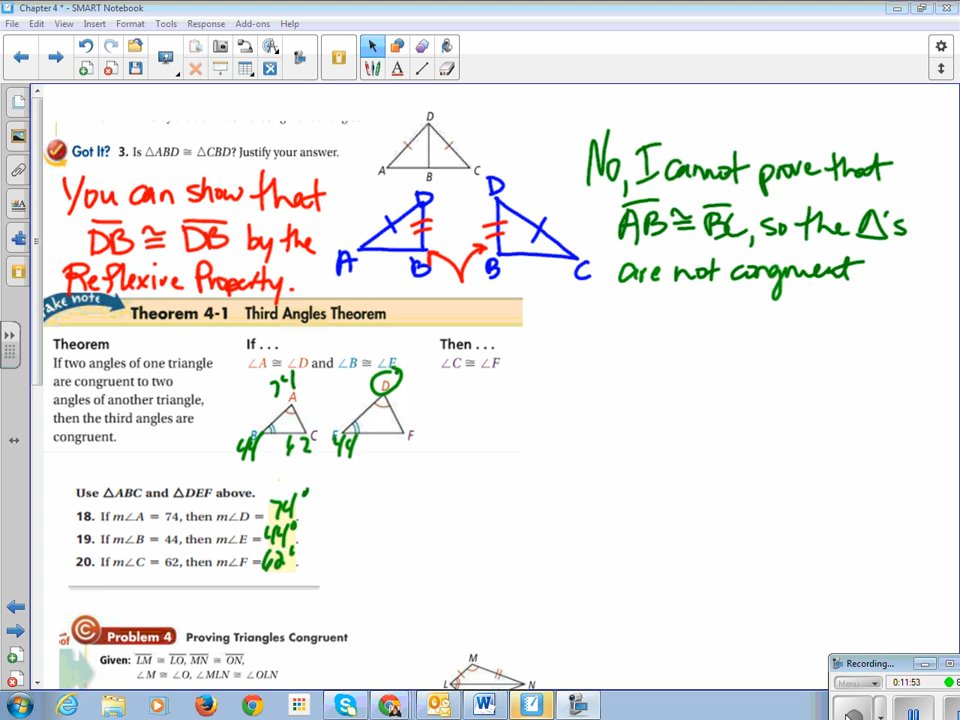 Chapter 4 * - SMART Notebook
File Edit View Insert Format Tools Response Add-ons Help
D
Got It? 3. Is △ABD ≅ △CBD? Justify your answer.
A B C
You can show that
DB ≅ DB by the
Reflexive Property.
D D
A B B C
No, I cannot prove that
AB ≅ BC, so the Δ's
are not congruent
ake note
Theorem 4-1 Third Angles Theorem
Theorem If . . . Then . . .
If two angles of one triangle ∠A ≅ ∠D and ∠B ≅ ∠E ∠C ≅ ∠F
are congruent to two
angles of another triangle,
then the third angles are
congruent.
74 A D
B C E F
44 62 44
Use △ABC and △DEF above.
18. If m∠A = 74, then m∠D = 74°.
19. If m∠B = 44, then m∠E = 44°.
20. If m∠C = 62, then m∠F = 62°.
of
C Problem 4 Proving Triangles Congruent
Given: LM ≅ LO, MN ≅ ON,
∠M ≅ ∠O, ∠MLN ≅ ∠OLN
M
L N
Recording...
Menu 0:11:53